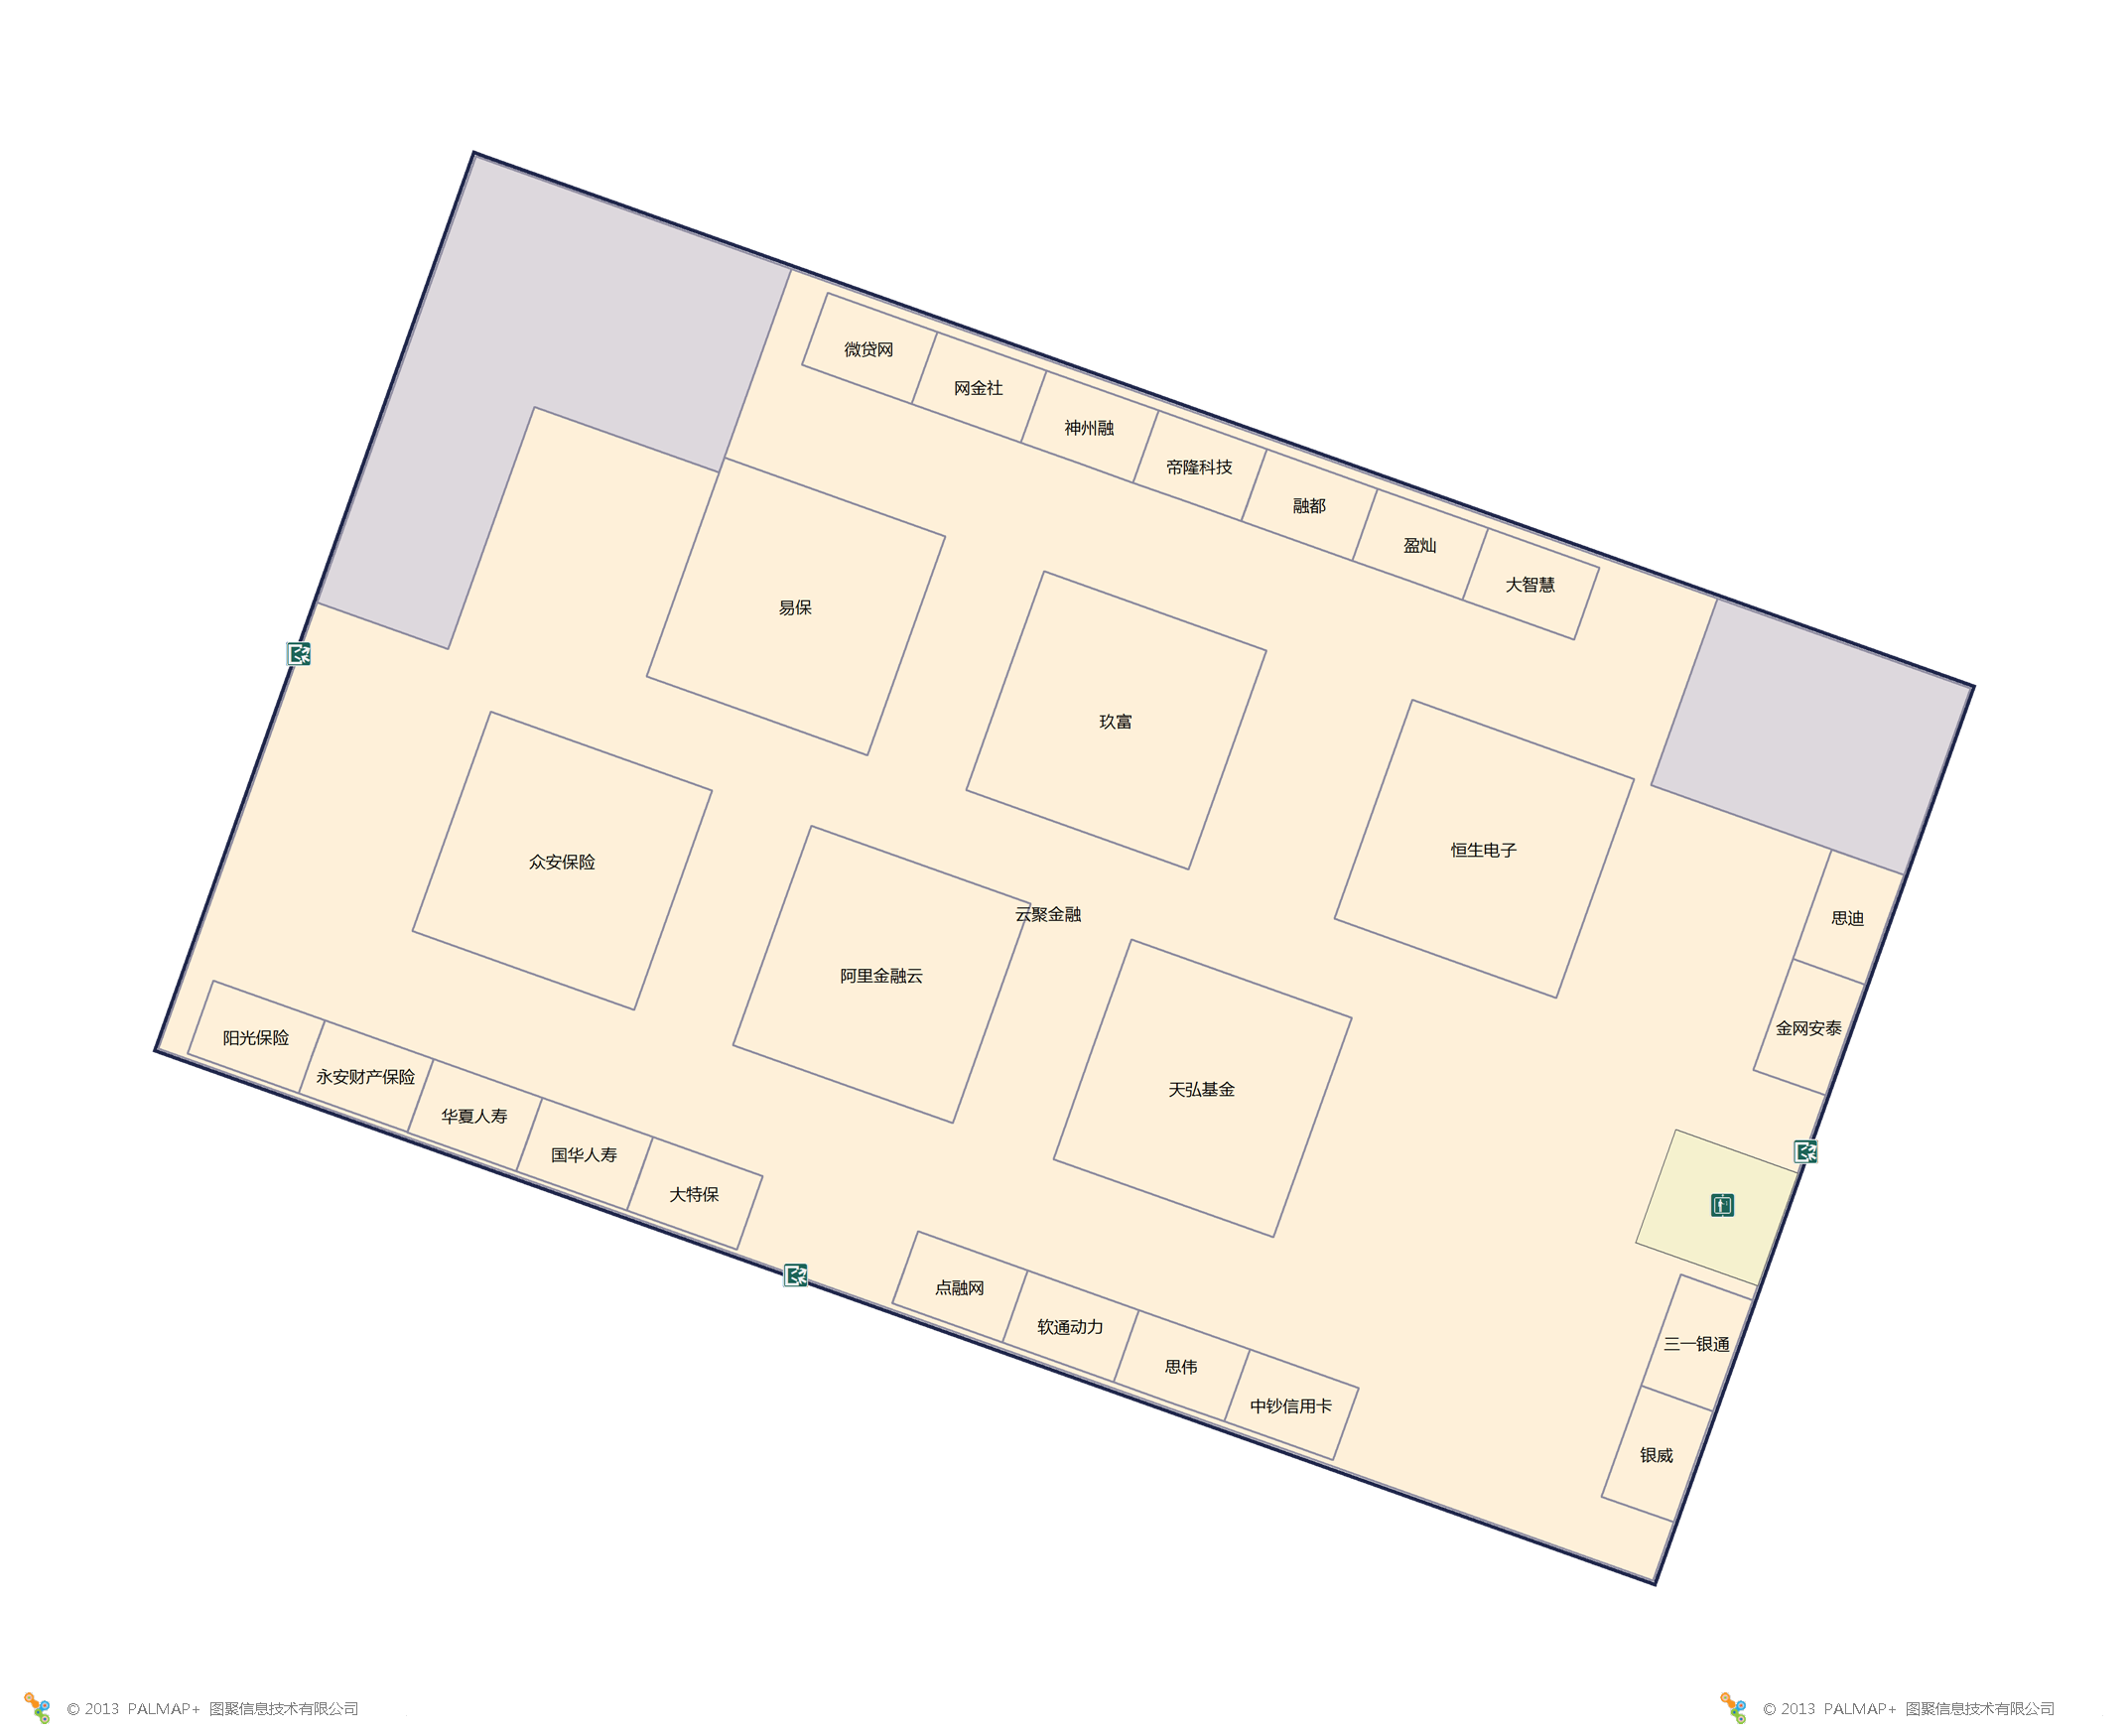 微贷网
网金社
神州融
帝隆科技
融都
盈灿
大智慧
易保
玖富
恒生电子
众安保险
云聚金融
思迪
阿里金融云
金网安泰
阳光保险
永安财产保险
天弘基金
华夏人寿
国华人寿
大特保
点融网
软通动力
三一银通
思伟
中钞信用卡
银威
© 2013 PALMAP+ 图聚信息技术有限公司
© 2013 PALMAP+ 图聚信息技术有限公司